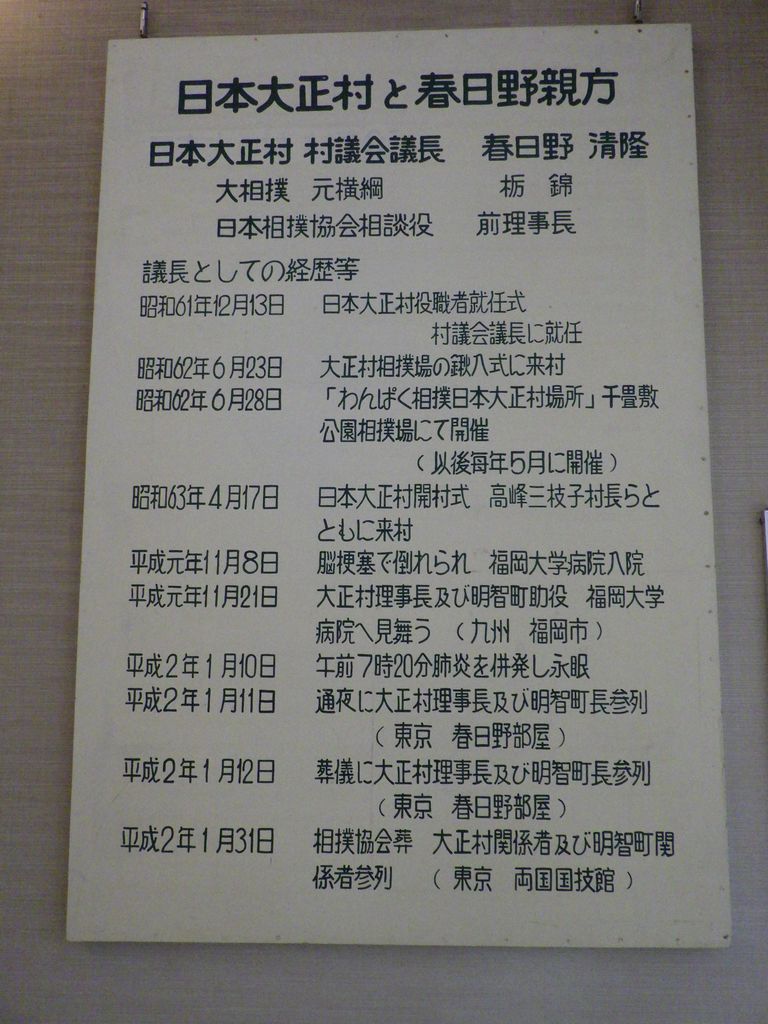 日本大正村と春日野親方
日本大正村 村議会議長 春日野 清隆
大相撲 元横綱 栃 錦
日本相撲協会相談役 前理事長
議長としての経歴等
昭和61年12月13日 日本大正村役職者就任式
村議会議長に就任
昭和62年6月23日 大正村相撲場の鍬入式に来村
昭和62年6月28日 「わんぱく相撲日本大正村場所」千畳敷
公園相撲場にて開催
(以後毎年5月に開催)
昭和63年4月17日 日本大正村開村式 高峰三枝子村長らと
ともに来村
平成元年11月8日 脳梗塞で倒れられ 福岡大学病院入院
平成元年11月21日 大正村理事長及び明智町助役 福岡大学
病院へ見舞う (九州 福岡市)
平成2年1月10日 午前7時20分肺炎を併発し永眠
平成2年1月11日 通夜に大正村理事長及び明智町長参列
(東京 春日野部屋)
平成2年1月12日 葬儀に大正村理事長及び明智町長参列
(東京 春日野部屋)
平成2年1月31日 相撲協会葬 大正村関係者及び明智町関
係者参列 (東京 両国国技館)